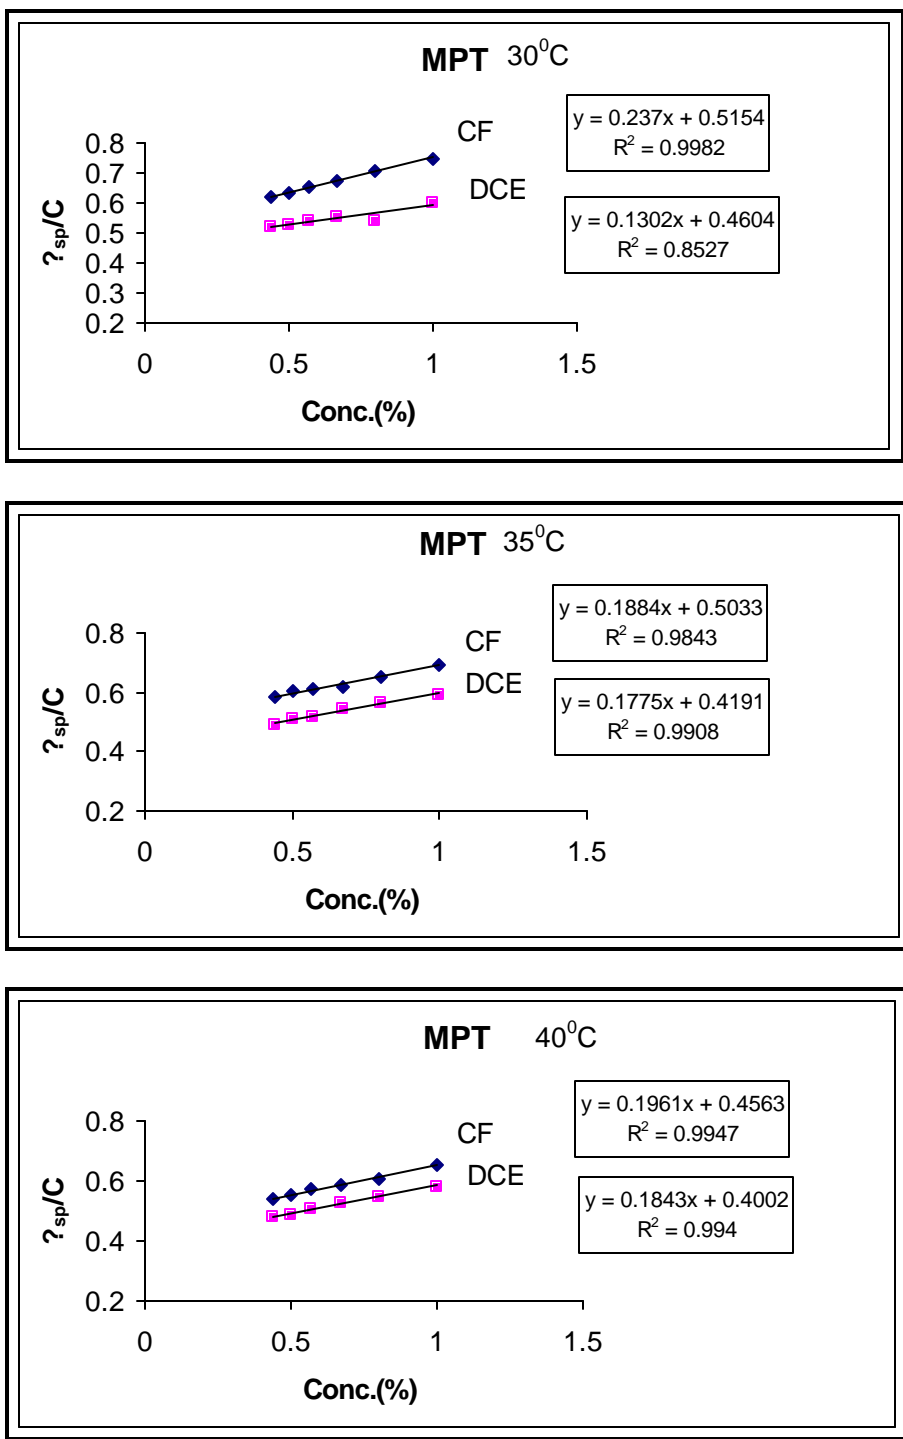 MPT 30⁰C
CF
y = 0.237x + 0.5154
R² = 0.9982
DCE
y = 0.1302x + 0.4604
R² = 0.8527
?sp/C
0.8
0.7
0.6
0.5
0.4
0.3
0.2
0 0.5 1 1.5
Conc.(%)
MPT 35⁰C
CF
y = 0.1884x + 0.5033
R² = 0.9843
DCE
y = 0.1775x + 0.4191
R² = 0.9908
?sp/C
0.8
0.6
0.4
0.2
0 0.5 1 1.5
Conc.(%)
MPT 40⁰C
CF
y = 0.1961x + 0.4563
R² = 0.9947
DCE
y = 0.1843x + 0.4002
R² = 0.994
?sp/C
0.8
0.6
0.4
0.2
0 0.5 1 1.5
Conc.(%)